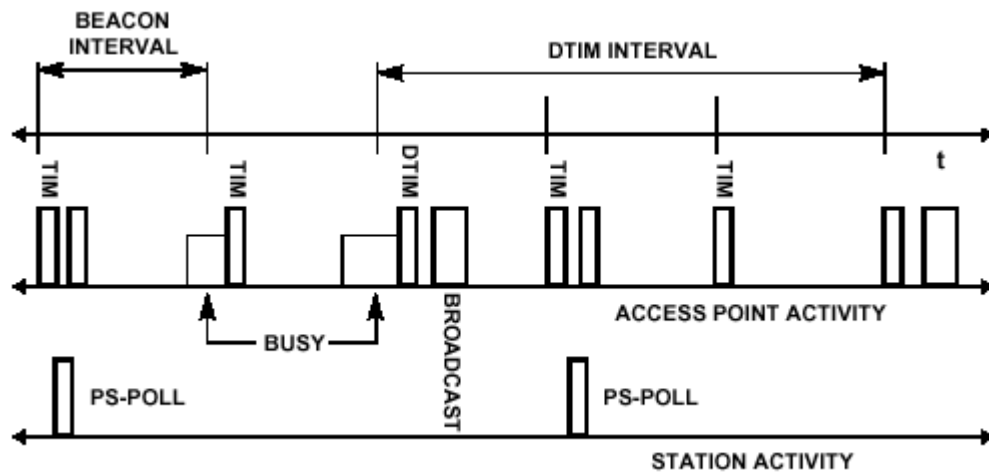 BEACON
INTERVAL
DTIM INTERVAL
t
TIM
TIM
DTIM
TIM
TIM
BROADCAST
ACCESS POINT ACTIVITY
BUSY
PS-POLL
PS-POLL
STATION ACTIVITY